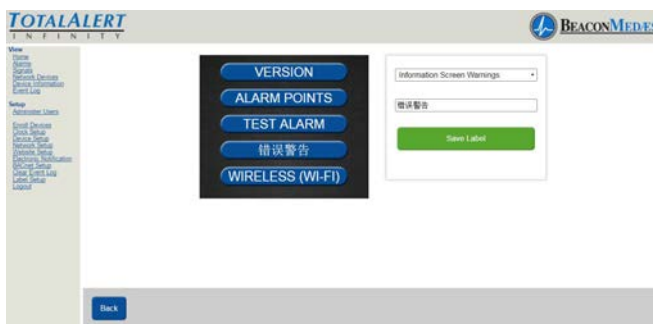 TOTALALERT
INFINITY
BEACONMEDÆS
View
Home
Alarms
Signals
Network Devices
Device Information
Event Log
Setup
Administer Users
Enroll Devices
Clock Setup
Device Setup
Network Setup
Website Setup
Electronic Notification
BACnet Setup
Clear Event Log
Label Setup
Logout
VERSION
ALARM POINTS
TEST ALARM
错误警告
WIRELESS (WI-FI)
Information Screen Warnings
错误警告
Save Label
Back